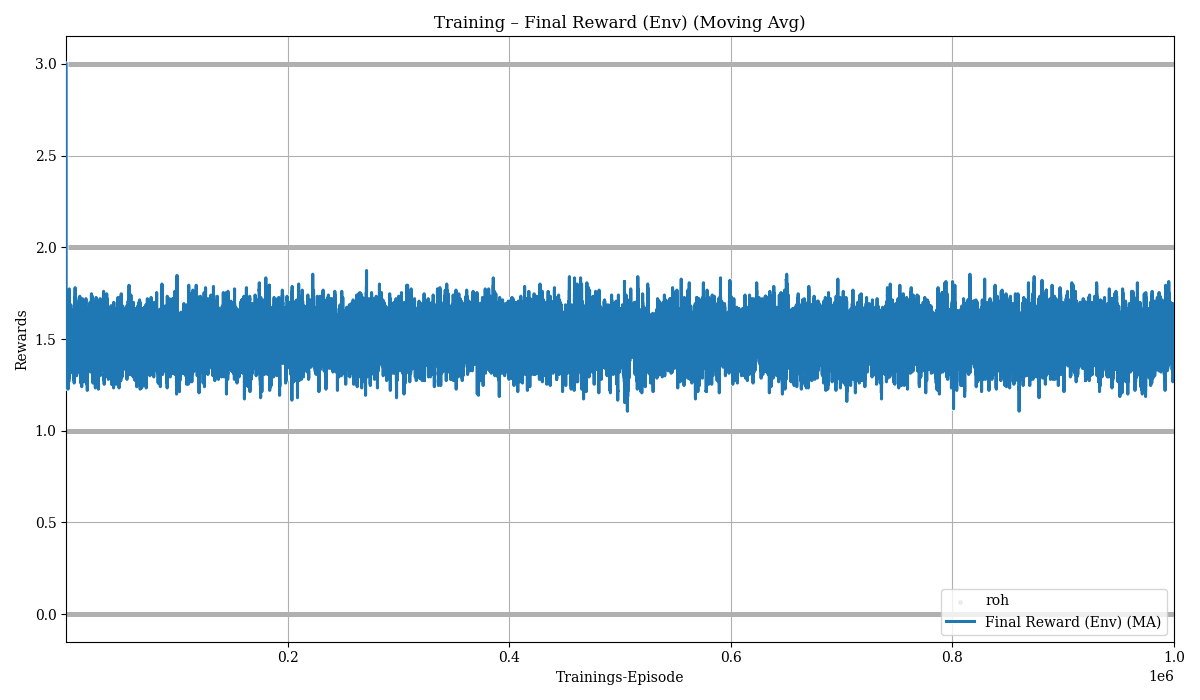 Training – Final Reward (Env) (Moving Avg)
3.0
2.5
2.0
1.5
1.0
0.5
0.0
Rewards
0.2
0.4
0.6
0.8
1.0
1e6
Trainings-Episode
roh
Final Reward (Env) (MA)